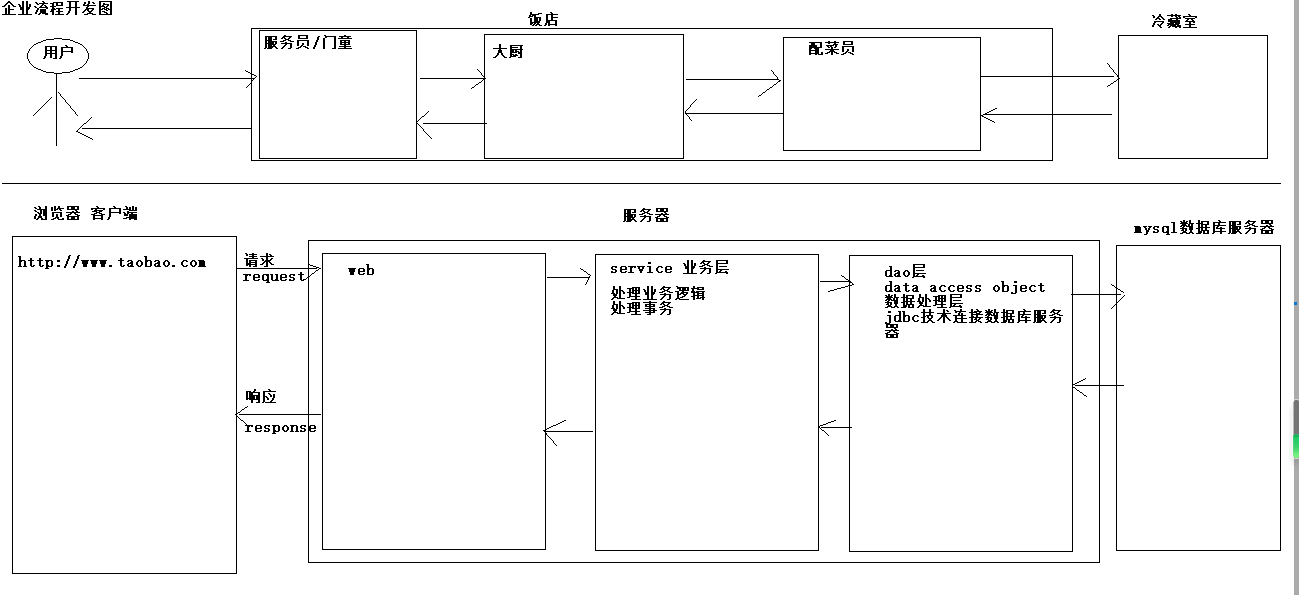 企业流程开发图
饭店
冷藏室
用户
服务员/门童
大厨
配菜员
浏览器 客户端
服务器
mysql数据库服务器
http://www.taobao.com
请求
request
web
service 业务层
处理业务逻辑
处理事务
dao层
data access object
数据处理层
jdbc技术连接数据库服务
器
响应
response